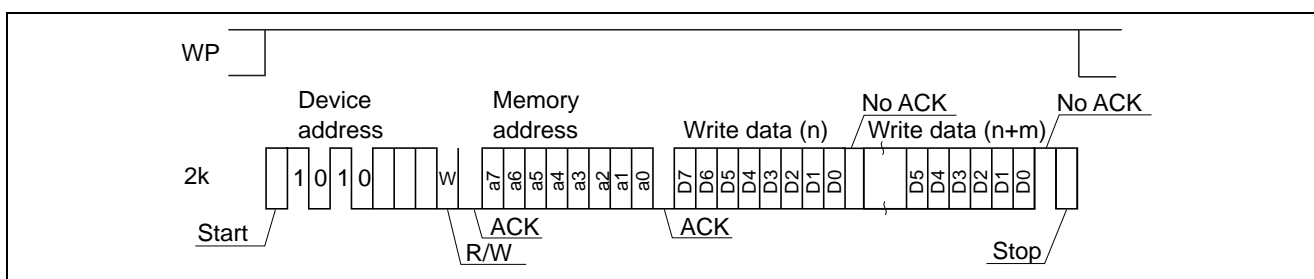 WP
Device
address
Memory
address
Write data (n)
No ACK
Write data (n+m)
No ACK
2k
1 0 1 0
W
a7 a6 a5 a4 a3 a2 a1 a0
D7 D6 D5 D4 D3 D2 D1 D0
D5 D4 D3 D2 D1 D0
Start
R/W
ACK
ACK
Stop